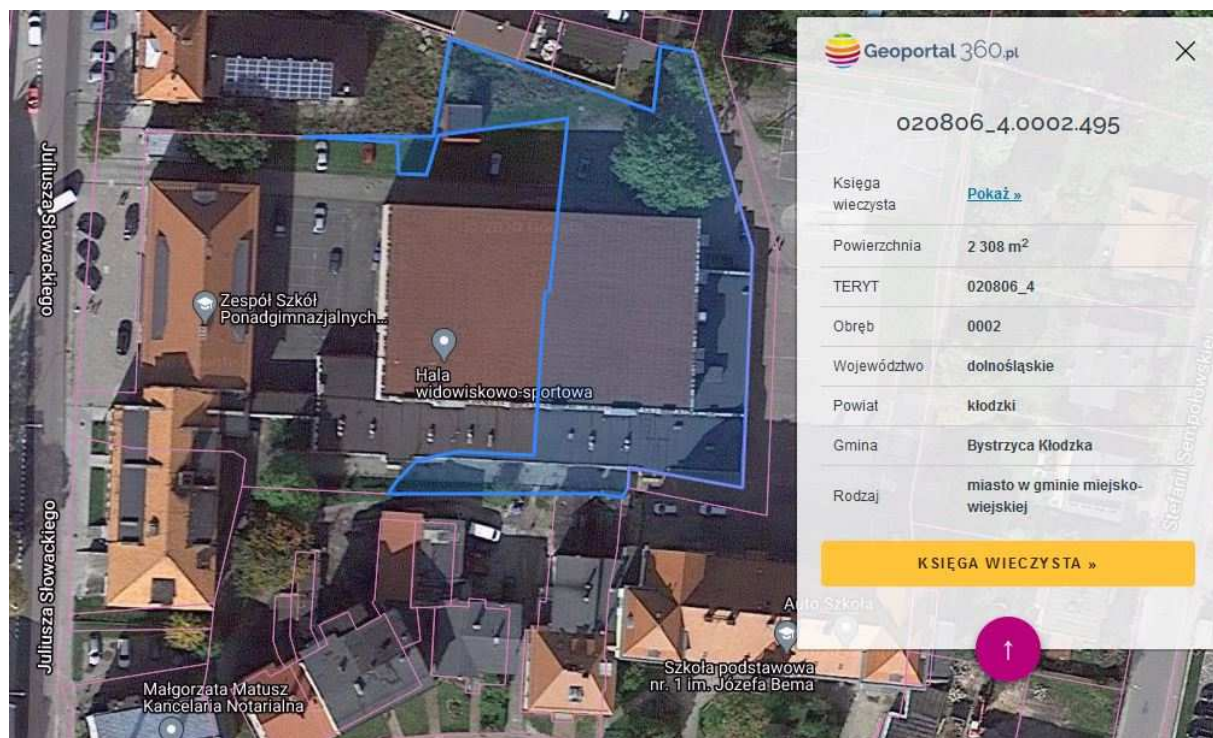 Geoportal 360.pl
020806_4.0002.495
Księga
wieczysta
Pokaż »
Powierzchnia
2 308 m2
TERYT
020806_4
Obręb
0002
Województwo
dolnośląskie
Powiat
kłodzki
Gmina
Bystrzyca Kłodzka
Rodzaj
miasto w gminie miejsko-
wiejskiej
KSIĘGA WIECZYSTA »
↑
Juliusza Słowackiego
Zespół Szkół
Ponadgimnazjalnych...
Hala
widowiskowo-sportowa
Juliusza Słowackiego
Małgorzata Matusz
Kancelaria Notarialna
Auto Szkoła
Szkoła podstawowa
nr. 1 im. Józefa Bema
Stefanii Sempołowskiej